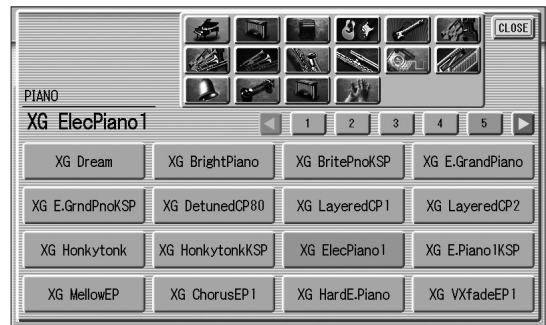 CLOSE
PIANO
XG ElecPiano1
1 2 3 4 5
XG Dream XG BrightPiano XG BritePnoKSP XG E.GrandPiano
XG E.GrndPnoKSP XG DetunedCP80 XG LayeredCP1 XG LayeredCP2
XG Honkytonk XG HonkytonkKSP XG ElecPiano1 XG E.Piano1KSP
XG MellowEP XG ChorusEP1 XG HardE.Piano XG VXfadeEP1